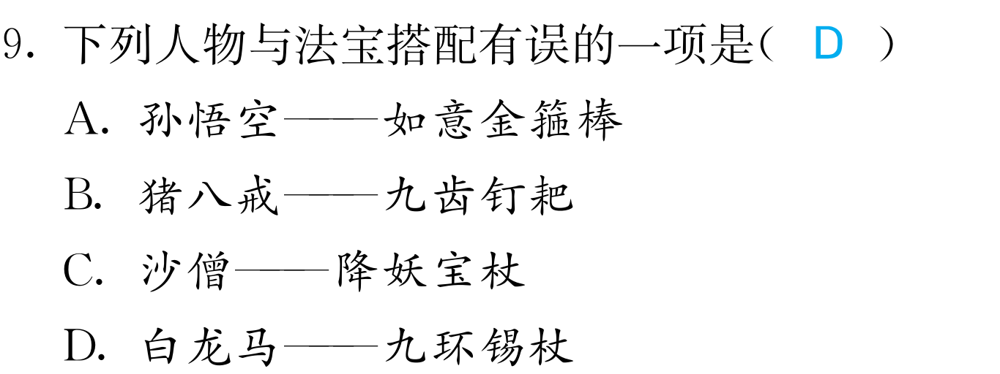 9. 下列人物与法宝搭配有误的一项是( D )
A. 孙悟空——如意金箍棒
B. 猪八戒——九齿钉耙
C. 沙僧——降妖宝杖
D. 白龙马——九环锡杖